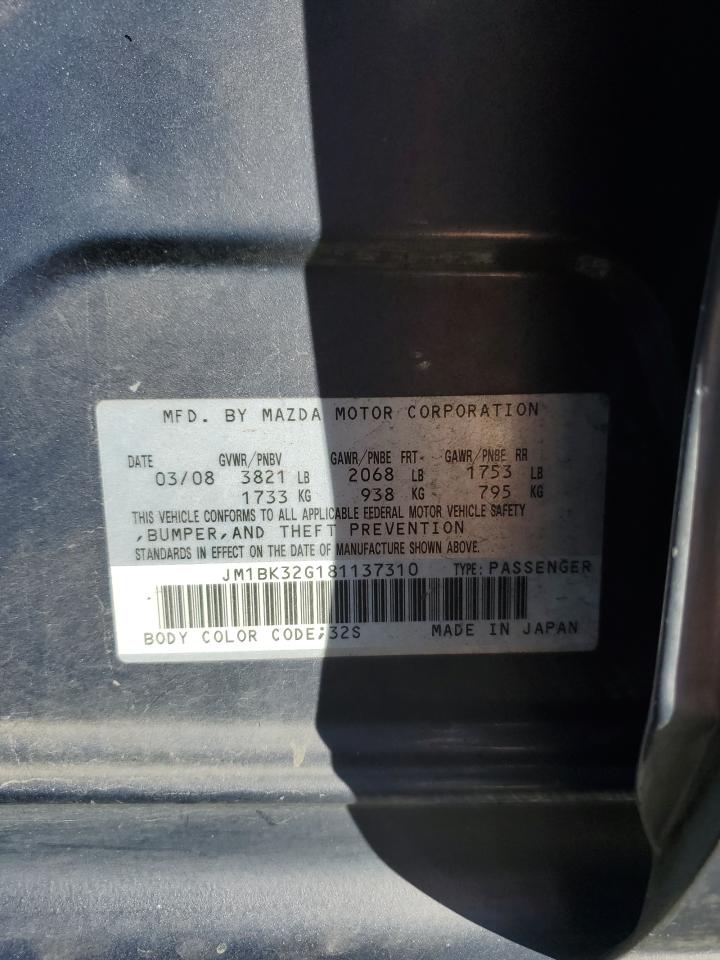 MFD. BY MAZDA MOTOR CORPORATION
DATE GVWR/PNBV GAWR/PNBE FRT- GAWR/PNBE RR
03/08 3821 LB 2068 LB 1753 LB
1733 KG 938 KG 795 KG
THIS VEHICLE CONFORMS TO ALL APPLICABLE FEDERAL MOTOR VEHICLE SAFETY
,BUMPER,AND THEFT PREVENTION
STANDARDS IN EFFECT ON THE DATE OF MANUFACTURE SHOWN ABOVE.
JM1BK32G181137310 TYPE: PASSENGER
BODY COLOR CODE;32S MADE IN JAPAN